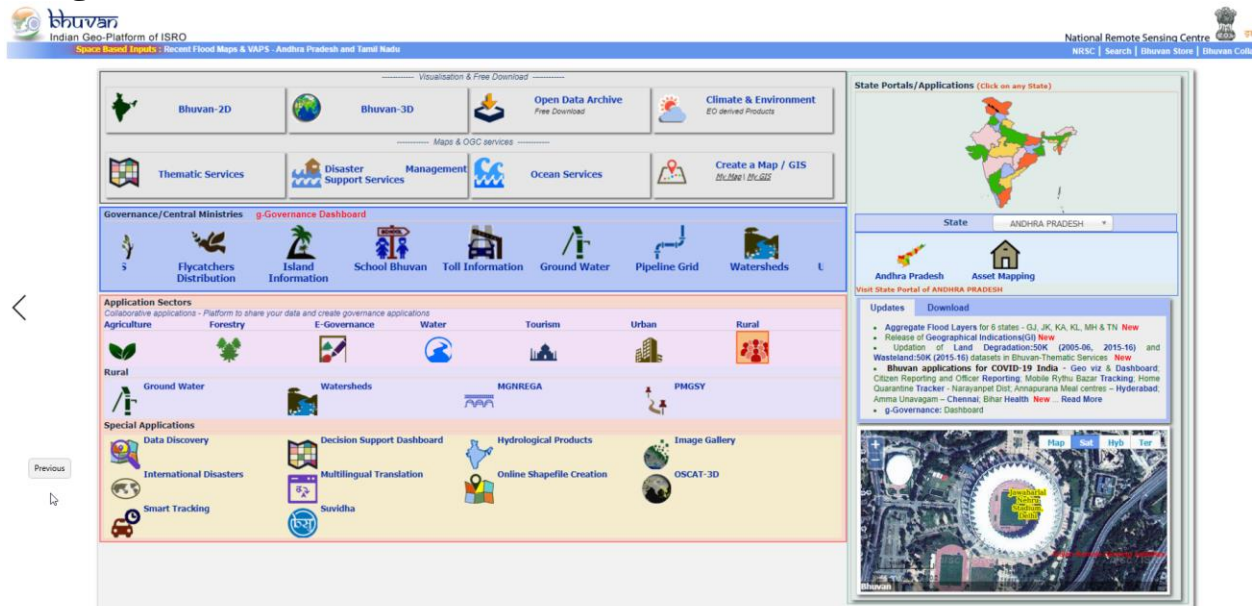 bhuvan
Indian Geo-Platform of ISRO
National Remote Sensing Centre
Space Based Inputs : Recent Flood Maps & VAPS - Andhra Pradesh and Tamil Nadu
NRSC | Search | Bhuvan Store | Bhuvan Colla
Visualisation & Free Download
Bhuvan-2D
Bhuvan-3D
Open Data Archive
Free Download
Climate & Environment
EO derived Products
Maps & OGC services
Thematic Services
Disaster Management
Support Services
Ocean Services
Create a Map / GIS
My Map | My GIS
Governance/Central Ministries g-Governance Dashboard
SCHOOL
s
Flycatchers
Distribution
Island
Information
School Bhuvan
Toll Information
Ground Water
Pipeline Grid
Watersheds
U
Application Sectors
Collaborative applications - Platform to share your data and create governance applications
Agriculture
Forestry
E-Governance
Water
Tourism
Urban
Rural
Rural
Ground Water
Watersheds
MGNREGA
PMGSY
Special Applications
Data Discovery
Decision Support Dashboard
Hydrological Products
Image Gallery
International Disasters
Multilingual Translation
Online Shapefile Creation
OSCAT-3D
Smart Tracking
Suvidha
Previous
State Portals/Applications (Click on any State)
State ANDHRA PRADESH
Andhra Pradesh
Asset Mapping
Visit State Portal of ANDHRA PRADESH
Updates Download
Aggregate Flood Layers for 6 states - GJ, JK, KA, KL, MH & TN New
Release of Geographical Indications(GI) New
Updation of Land Degradation:50K (2005-06, 2015-16) and
Wasteland:50K (2015-16) datasets in Bhuvan-Thematic Services New
Bhuvan applications for COVID-19 India - Geo viz & Dashboard;
Citizen Reporting and Officer Reporting; Mobile Rythu Bazar Tracking; Home
Quarantine Tracker - Narayanpet Dist; Annapurana Meal centres – Hyderabad;
Amma Unavagam – Chennai; Bihar Health New ... Read More
g-Governance: Dashboard
Map Sat Hyb Ter
Jawaharlal
Nehru
Stadium,
Delhi
Bhuvan